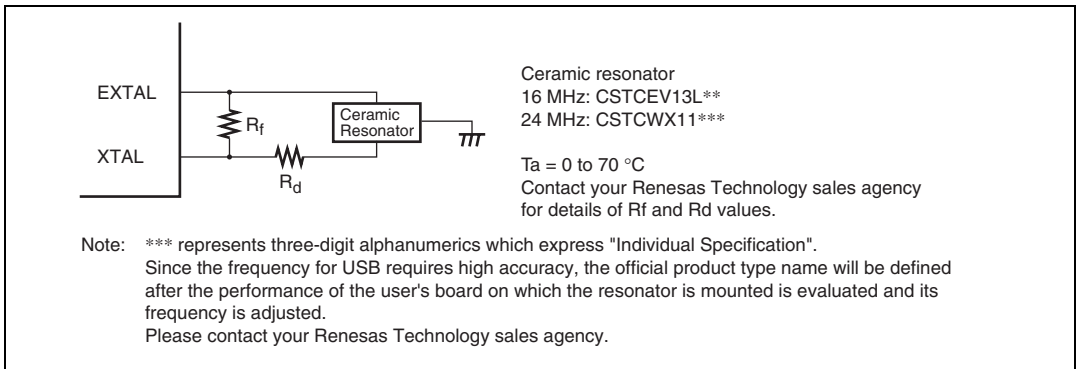 EXTAL
XTAL
Rf
Rd
Ceramic
Resonator
Ceramic resonator
16 MHz: CSTCEV13L**
24 MHz: CSTCWX11***
Ta = 0 to 70 °C
Contact your Renesas Technology sales agency
for details of Rf and Rd values.
Note: *** represents three-digit alphanumerics which express "Individual Specification".
Since the frequency for USB requires high accuracy, the official product type name will be defined
after the performance of the user's board on which the resonator is mounted is evaluated and its
frequency is adjusted.
Please contact your Renesas Technology sales agency.